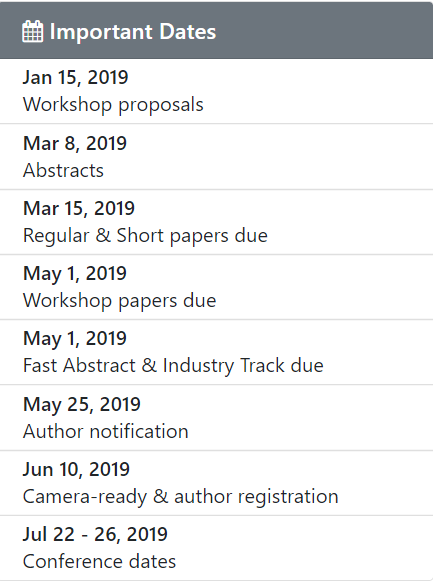 Important Dates
Jan 15, 2019
Workshop proposals
Mar 8, 2019
Abstracts
Mar 15, 2019
Regular & Short papers due
May 1, 2019
Workshop papers due
May 1, 2019
Fast Abstract & Industry Track due
May 25, 2019
Author notification
Jun 10, 2019
Camera-ready & author registration
Jul 22 - 26, 2019
Conference dates